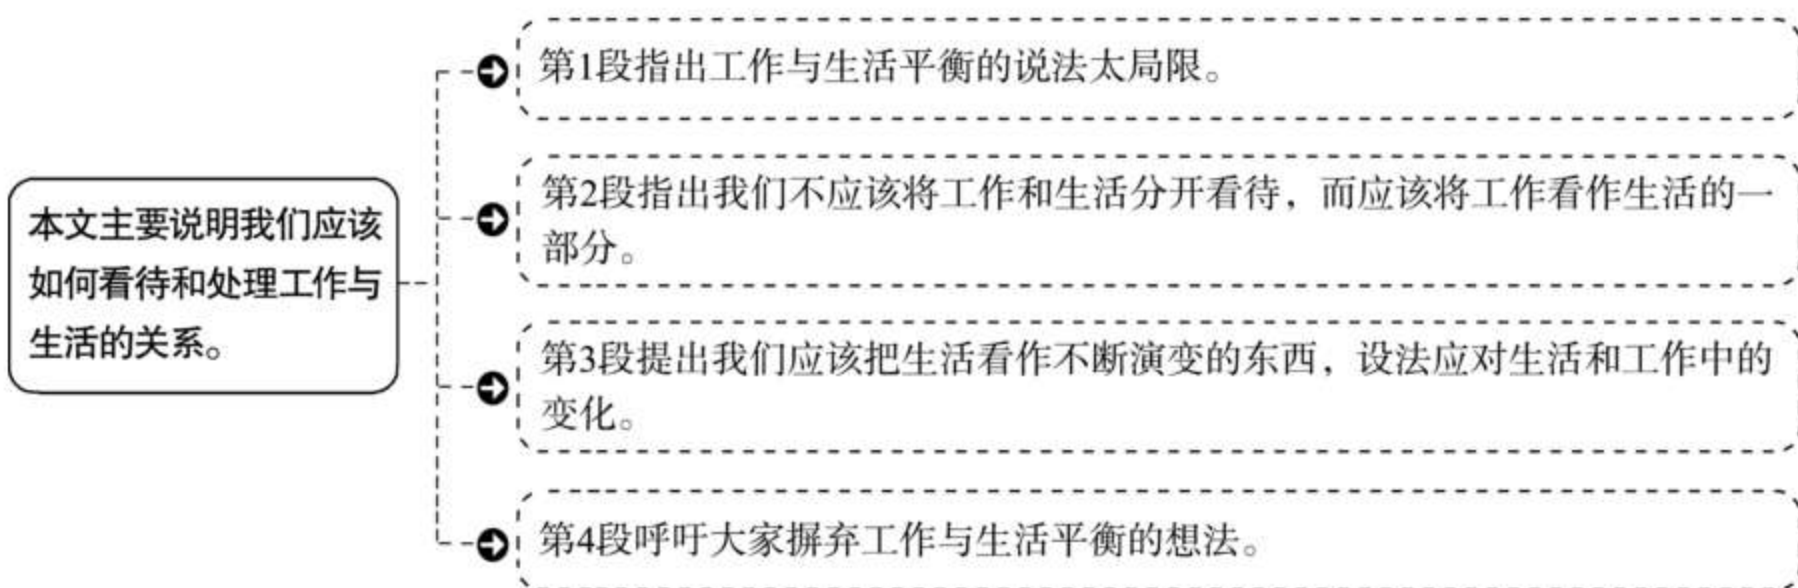 本文主要说明我们应该
如何看待和处理工作与
生活的关系。
第1段指出工作与生活平衡的说法太局限。
第2段指出我们不应该将工作和生活分开看待，而应该将工作看作生活的一
部分。
第3段提出我们应该把生活看作不断演变的东西，设法应对生活和工作中的
变化。
第4段呼吁大家摒弃工作与生活平衡的想法。